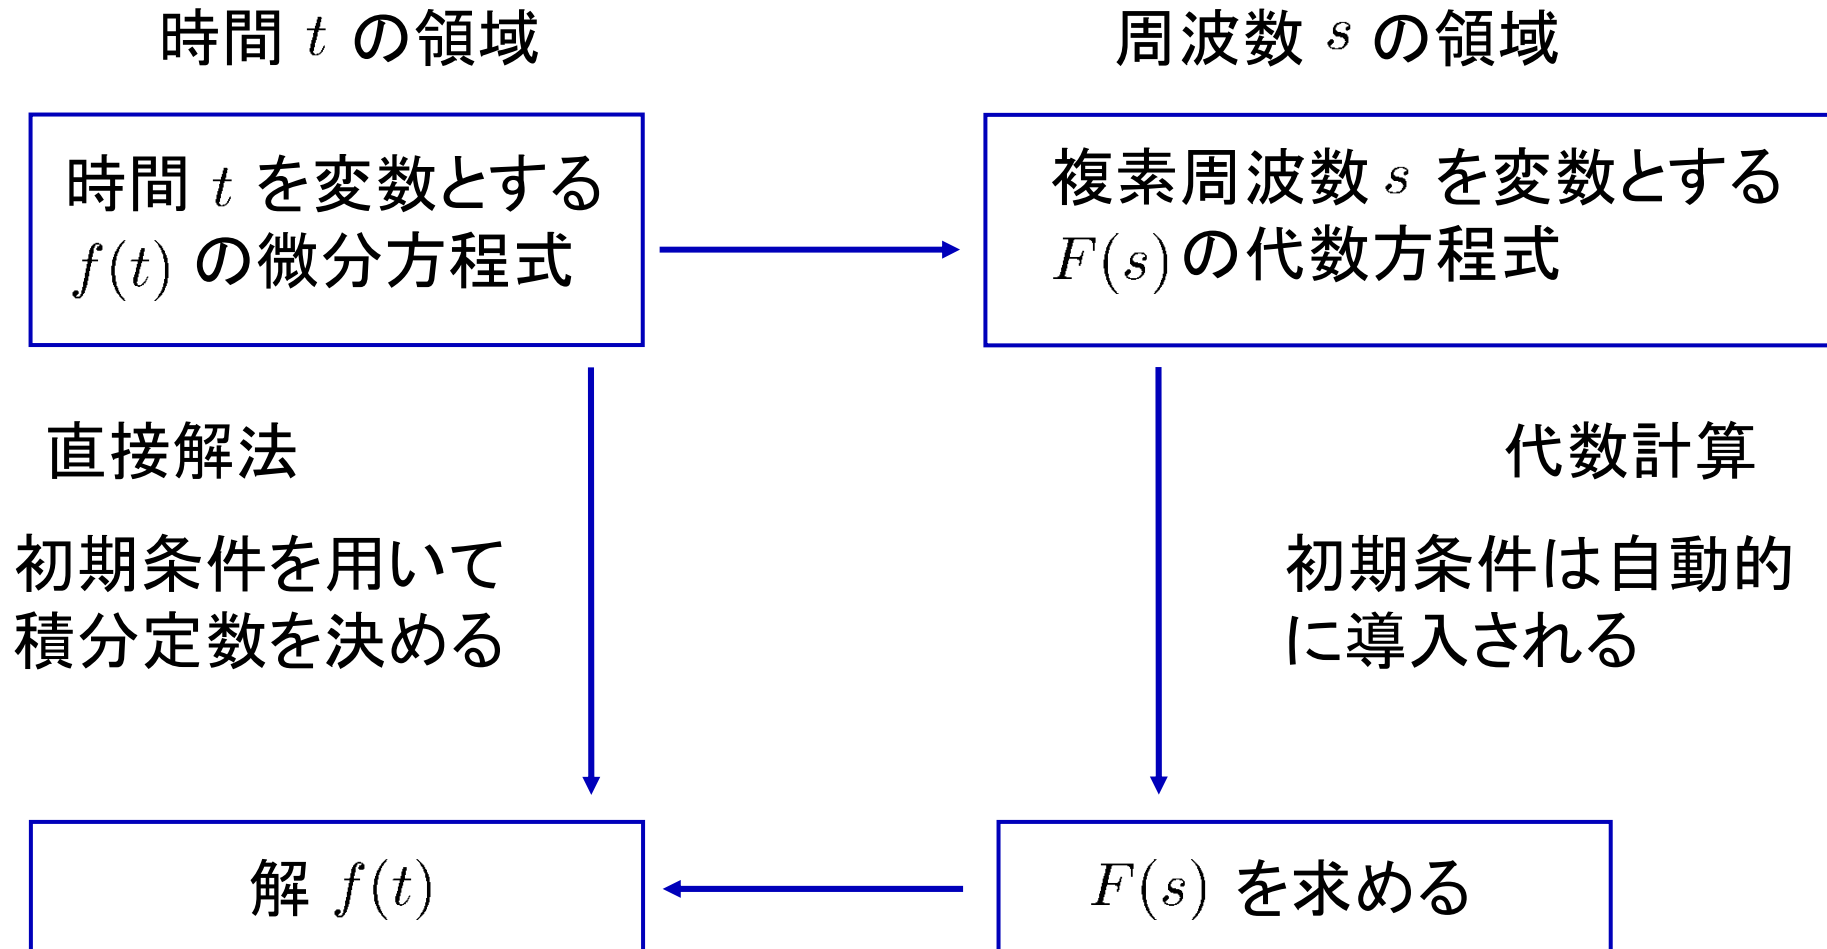 時間 t の領域
周波数 s の領域
時間 t を変数とする
f(t) の微分方程式
複素周波数 s を変数とする
F(s)の代数方程式
直接解法
初期条件を用いて
積分定数を決める
代数計算
初期条件は自動的
に導入される
解 f(t)
F(s) を求める